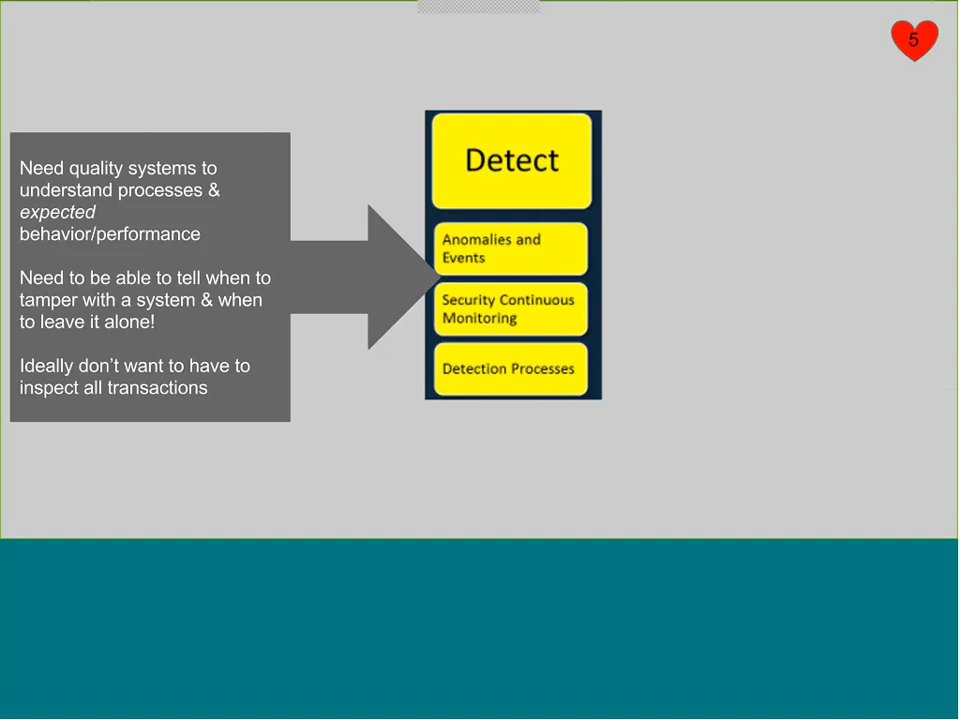 5
Need quality systems to
understand processes &
expected
behavior/performance
Need to be able to tell when to
tamper with a system & when
to leave it alone!
Ideally don’t want to have to
inspect all transactions
Detect
Anomalies and
Events
Security Continuous
Monitoring
Detection Processes